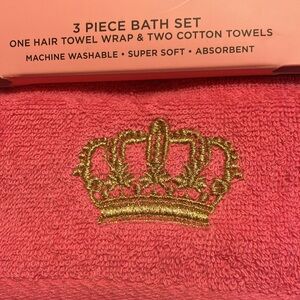 3 PIECE BATH SET
ONE HAIR TOWEL WRAP & TWO COTTON TOWELS
MACHINE WASHABLE • SUPER SOFT • ABSORBENT